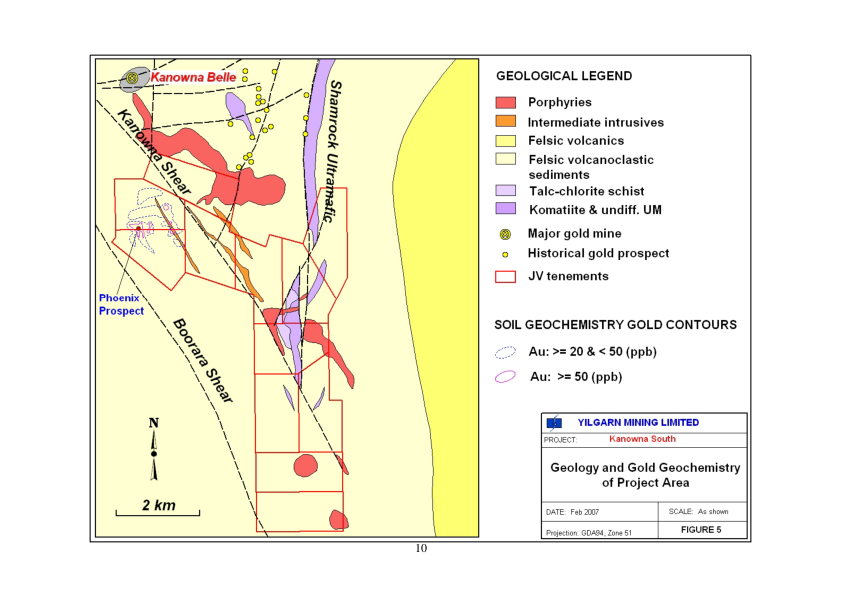 Kanowna Belle
Kanowna Shear
Shamrock Ultramafic
Phoenix
Prospect
Boorara Shear
N
2 km
GEOLOGICAL LEGEND
Porphyries
Intermediate intrusives
Felsic volcanics
Felsic volcanoclastic
sediments
Talc-chlorite schist
Komatiite & undiff. UM
Major gold mine
Historical gold prospect
JV tenements
SOIL GEOCHEMISTRY GOLD CONTOURS
Au: >= 20 & < 50 (ppb)
Au: >= 50 (ppb)
YILGARN MINING LIMITED
PROJECT: Kanowna South
Geology and Gold Geochemistry
of Project Area
DATE: Feb 2007 SCALE: As shown
Projection: GDA94, Zone 51 FIGURE 5
10